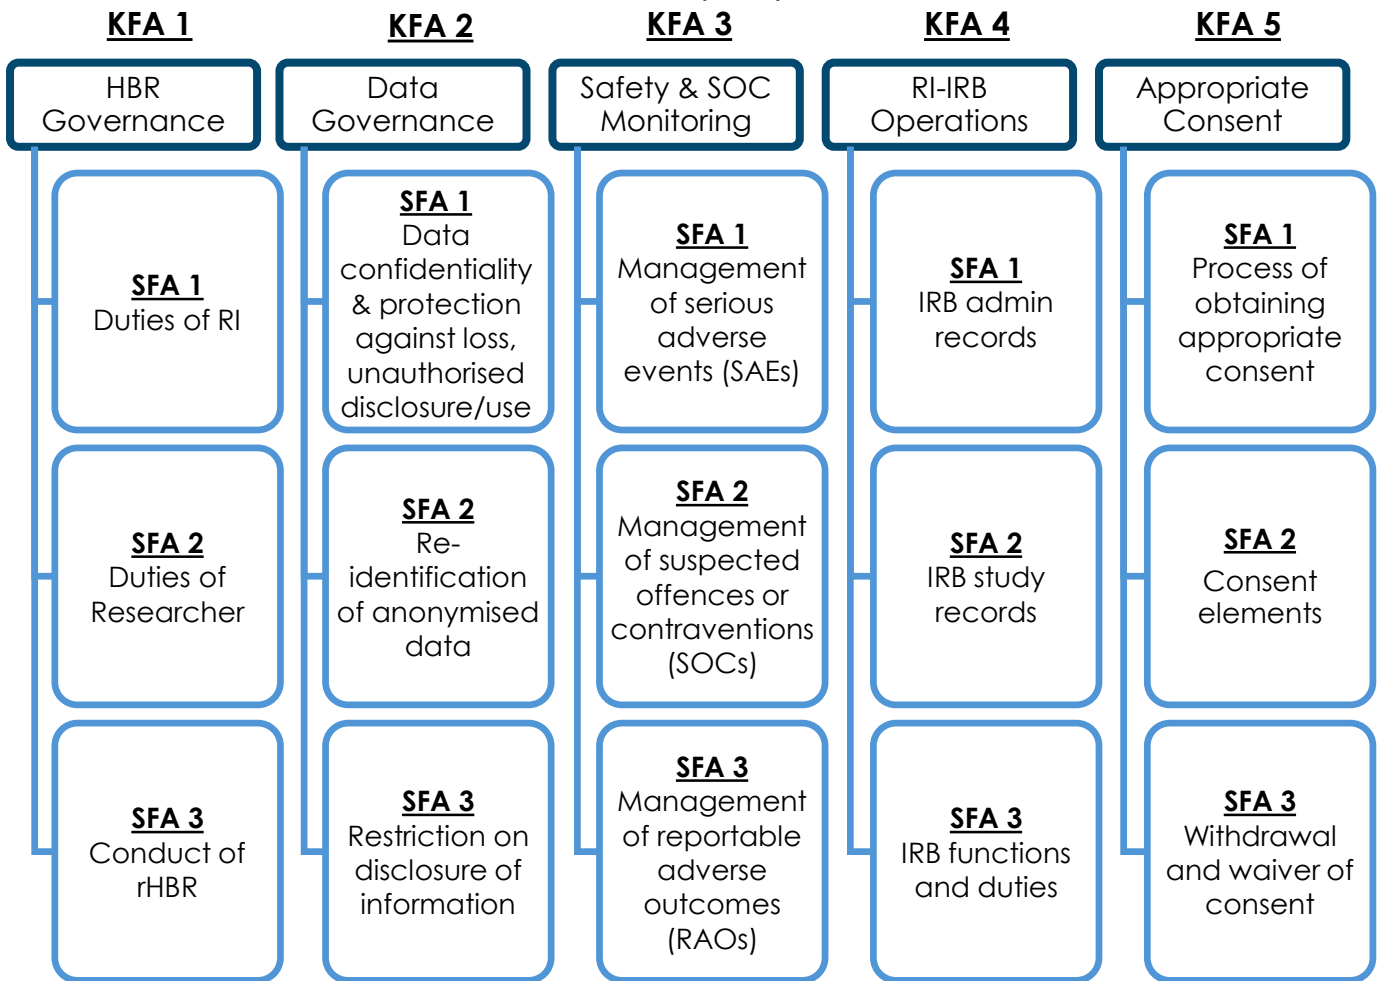 KFA 1
HBR
Governance
SFA 1
Duties of RI
SFA 2
Duties of
Researcher
SFA 3
Conduct of
rHBR
KFA 2
Data
Governance
SFA 1
Data
confidentiality
& protection
against loss,
unauthorised
disclosure/use
SFA 2
Re-
identification
of anonymised
data
SFA 3
Restriction on
disclosure of
information
KFA 3
Safety & SOC
Monitoring
SFA 1
Management
of serious
adverse
events (SAEs)
SFA 2
Management
of suspected
offences or
contraventions
(SOCs)
SFA 3
Management
of reportable
adverse
outcomes
(RAOs)
KFA 4
RI-IRB
Operations
SFA 1
IRB admin
records
SFA 2
IRB study
records
SFA 3
IRB functions
and duties
KFA 5
Appropriate
Consent
SFA 1
Process of
obtaining
appropriate
consent
SFA 2
Consent
elements
SFA 3
Withdrawal
and waiver of
consent